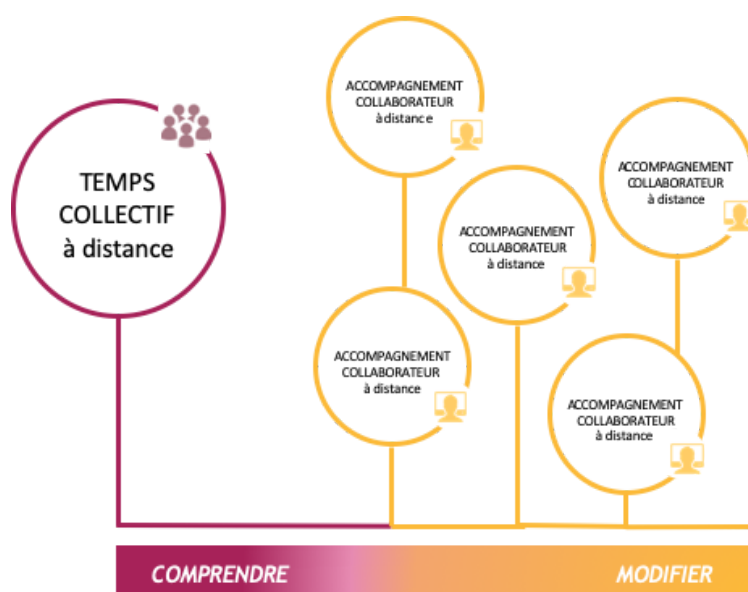 TEMPS
COLLECTIF
à distance
ACCOMPAGNEMENT
COLLABORATEUR
à distance
ACCOMPAGNEMENT
COLLABORATEUR
à distance
ACCOMPAGNEMENT
COLLABORATEUR
à distance
ACCOMPAGNEMENT
COLLABORATEUR
à distance
ACCOMPAGNEMENT
COLLABORATEUR
à distance
COMPRENDRE
MODIFIER